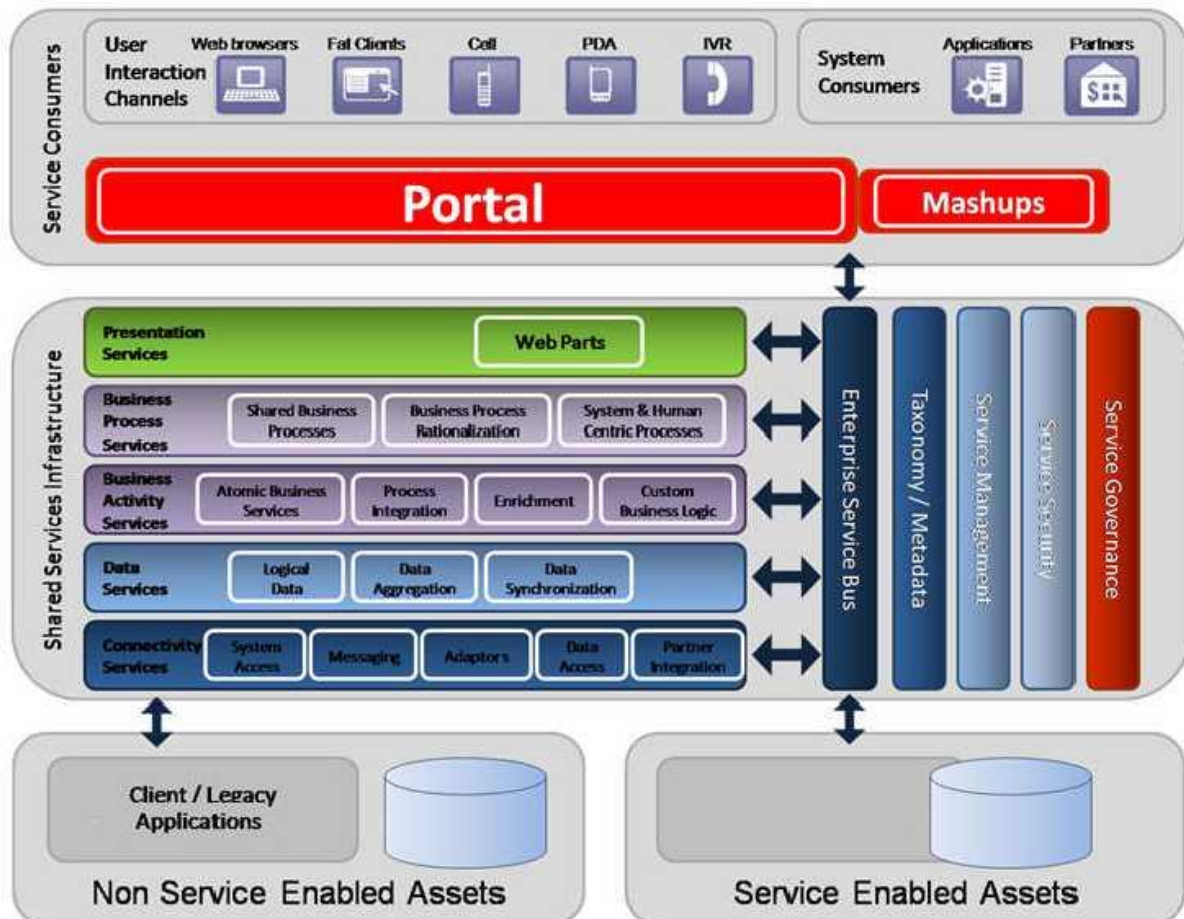 Service Consumers
User
Interaction
Channels
Web browsers
Fat Clients
Cell
PDA
IVR
System
Consumers
Applications
Partners
Portal
Mashups
Shared Services Infrastructure
Presentation
Services
Web Parts
Business
Process
Services
Shared Business
Processes
Business Process
Rationalization
System & Human
Centric Processes
Business
Activity
Services
Atomic Business
Services
Process
Integration
Enrichment
Custom
Business Logic
Data
Services
Logical
Data
Data
Aggregation
Data
Synchronization
Connectivity
Services
System
Access
Messaging
Adaptors
Data
Access
Partner
Integration
Enterprise Service Bus
Taxonomy / Metadata
Service Management
Service Security
Service Governance
Client / Legacy
Applications
Non Service Enabled Assets
Service Enabled Assets